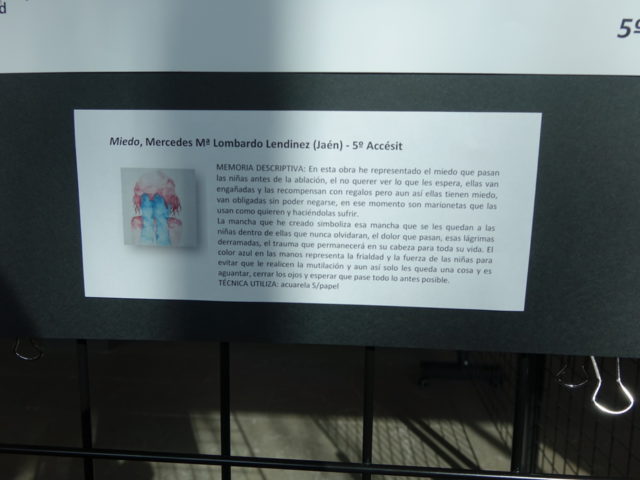 d
5º
Miedo, Mercedes Mª Lombardo Lendinez (Jaén) - 5º Accésit
MEMORIA DESCRIPTIVA: En esta obra he representado el miedo que pasan
las niñas antes de la ablación, el no querer ver lo que les espera, ellas van
engañadas y las recompensan con regalos pero aun así ellas tienen miedo,
van obligadas sin poder negarse, en ese momento son marionetas que las
usan como quieren y haciéndolas sufrir.
La mancha que he creado simboliza esa mancha que se les quedan a las
niñas dentro de ellas que nunca olvidaran, el dolor que pasan, esas lágrimas
derramadas, el trauma que permanecerá en su cabeza para toda su vida. El
color azul en las manos representa la frialdad y la fuerza de las niñas para
evitar que le realicen la mutilación y aun así solo les queda una cosa y es
aguantar, cerrar los ojos y esperar que pase todo lo antes posible.
TÉCNICA UTILIZA: acuarela S/papel